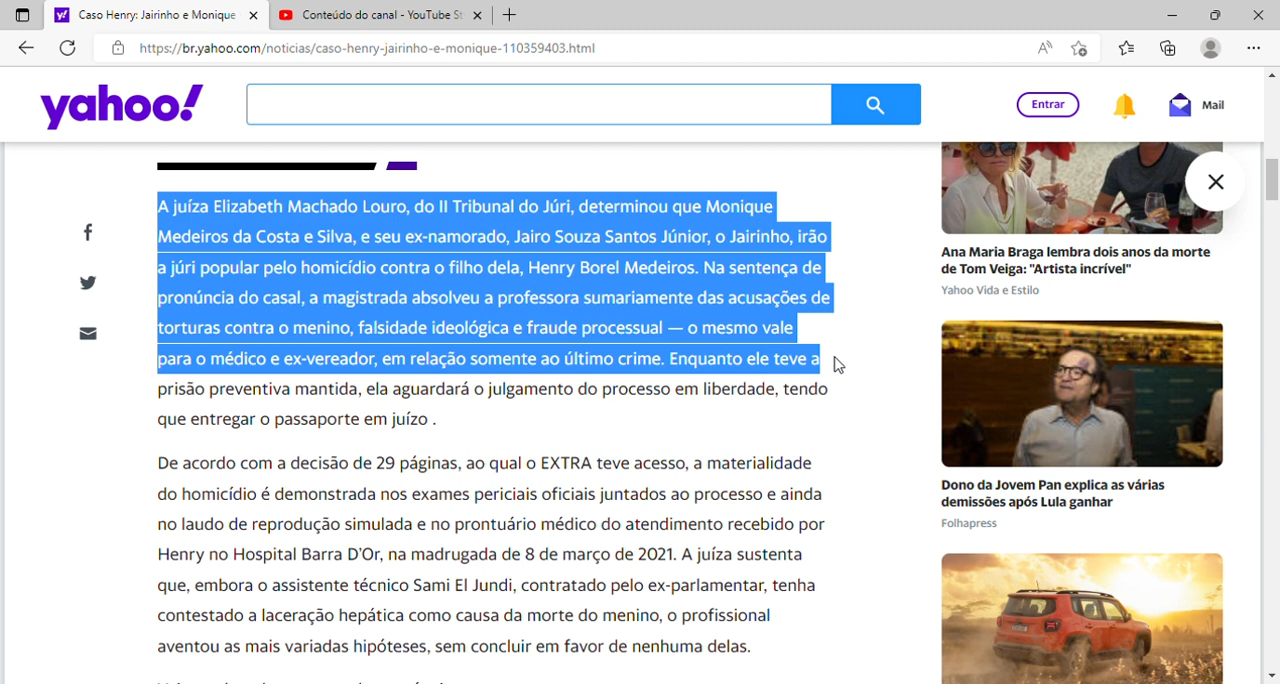 Caso Henry: Jairinho e Monique
Conteúdo do canal - YouTube St
https://br.yahoo.com/noticias/caso-henry-jairinho-e-monique-110359403.html
yahoo!
Entrar
Mail
A juíza Elizabeth Machado Louro, do II Tribunal do Júri, determinou que Monique
Medeiros da Costa e Silva, e seu ex-namorado, Jairo Souza Santos Júnior, o Jairinho, irão
a júri popular pelo homicídio contra o filho dela, Henry Borel Medeiros. Na sentença de
pronúncia do casal, a magistrada absolveu a professora sumariamente das acusações de
torturas contra o menino, falsidade ideológica e fraude processual — o mesmo vale
para o médico e ex-vereador, em relação somente ao último crime. Enquanto ele teve a
prisão preventiva mantida, ela aguardará o julgamento do processo em liberdade, tendo
que entregar o passaporte em juízo .
De acordo com a decisão de 29 páginas, ao qual o EXTRA teve acesso, a materialidade
do homicídio é demonstrada nos exames periciais oficiais juntados ao processo e ainda
no laudo de reprodução simulada e no prontuário médico do atendimento recebido por
Henry no Hospital Barra D'Or, na madrugada de 8 de março de 2021. A juíza sustenta
que, embora o assistente técnico Sami El Jundi, contratado pelo ex-parlamentar, tenha
contestado a laceração hepática como causa da morte do menino, o profissional
aventou as mais variadas hipóteses, sem concluir em favor de nenhuma delas.
Ana Maria Braga lembra dois anos da morte
de Tom Veiga: "Artista incrível"
Yahoo Vida e Estilo
Dono da Jovem Pan explica as várias
demissões após Lula ganhar
Folhapress